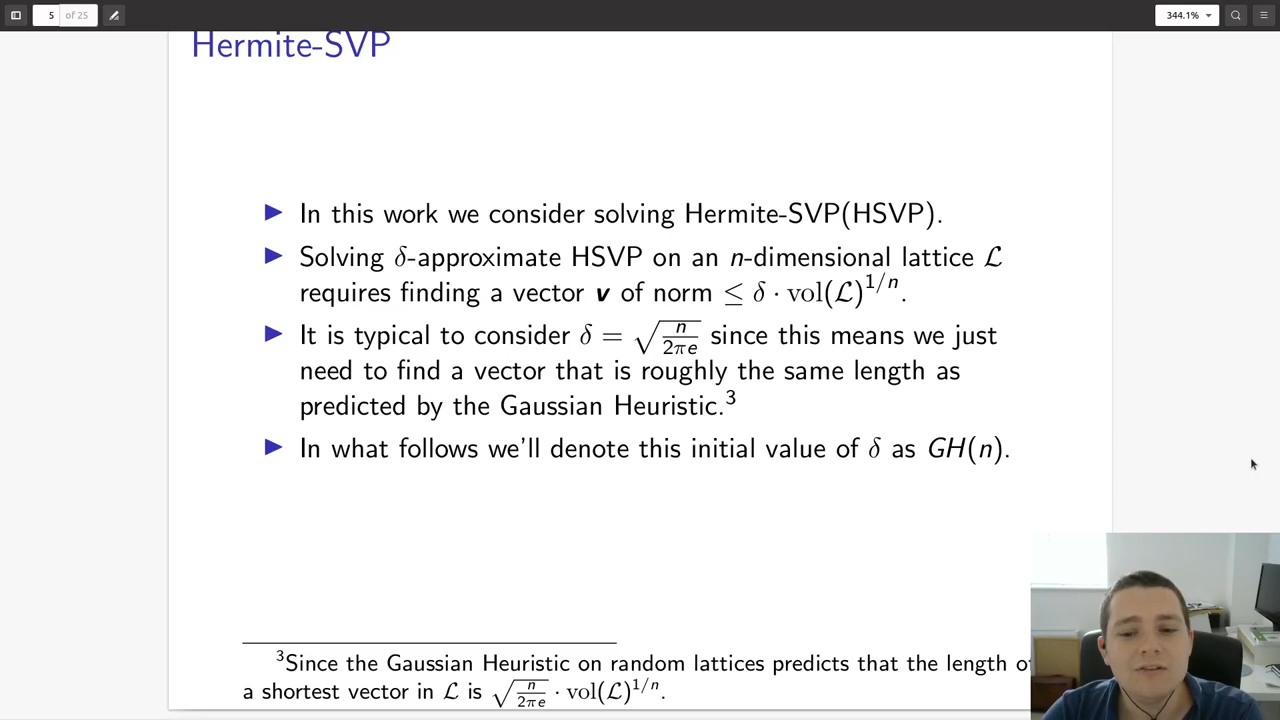 5 of 25 344.1%
Hermite-SVP
In this work we consider solving Hermite-SVP(HSVP).
Solving δ-approximate HSVP on an n-dimensional lattice ℒ
requires finding a vector v of norm ≤ δ · vol(ℒ)^{1/n}.
It is typical to consider δ = √(n/2πe) since this means we just
need to find a vector that is roughly the same length as
predicted by the Gaussian Heuristic.³
In what follows we'll denote this initial value of δ as GH(n).
³Since the Gaussian Heuristic on random lattices predicts that the length
a shortest vector in ℒ is √(n/2πe) · vol(ℒ)^{1/n}.